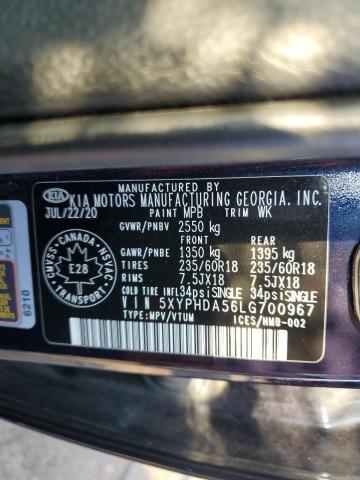 MANUFACTURED BY
KIA KIA MOTORS MANUFACTURING GEORGIA, INC.
JUL/22/20 PAINT MPB TRIM WK
GVWR/PNBV 2550 kg
FRONT REAR
GAWR/PNBE 1350 kg 1395 kg
TIRES 235/60R18 235/60R18
RIMS 7.5JX18 7.5JX18
COLD TIRE INFL 34psiSINGLE 34psiSINGLE
VIN 5XYPHDA56LG700967
TYPE:MPV/VTUM ICES/NMB-002
CMVSS-CANADA-NSVAC
E28
TRANSPORT
6210